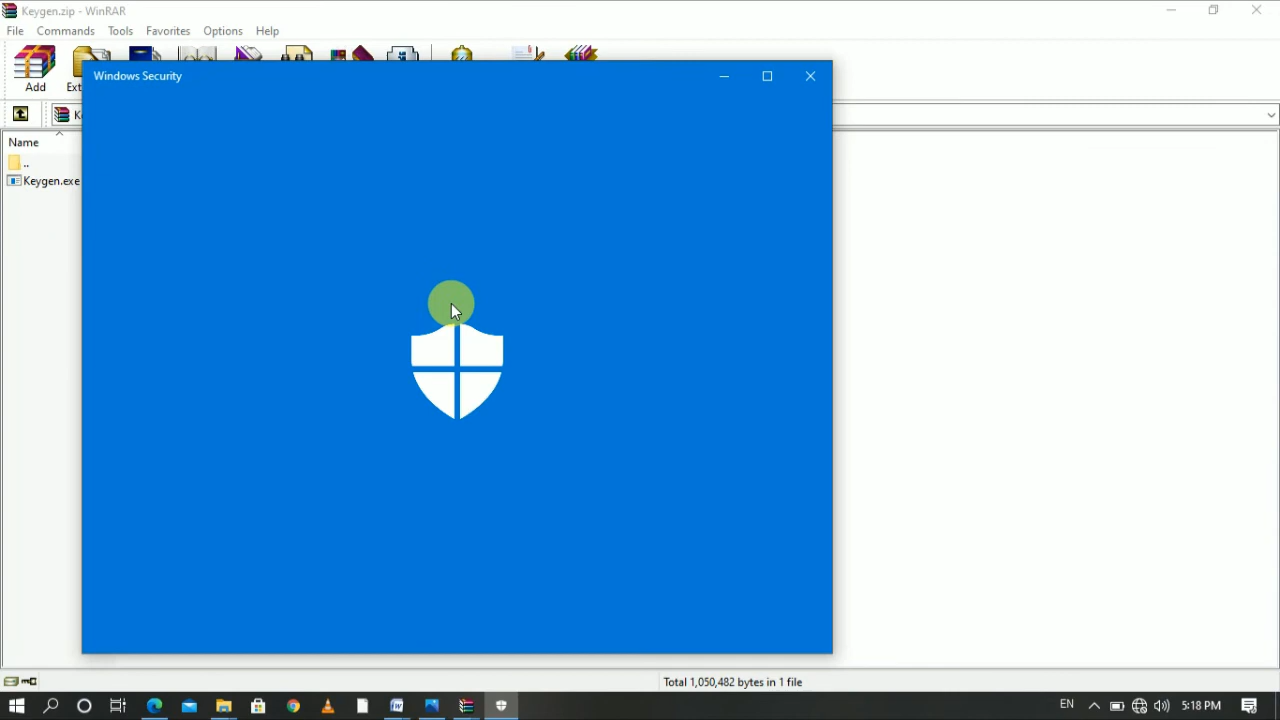 Keygen.zip - WinRAR
File Commands Tools Favorites Options Help
Windows Security
Add
Name
..
Keygen.exe
Total 1,050,482 bytes in 1 file
EN 5:18 PM